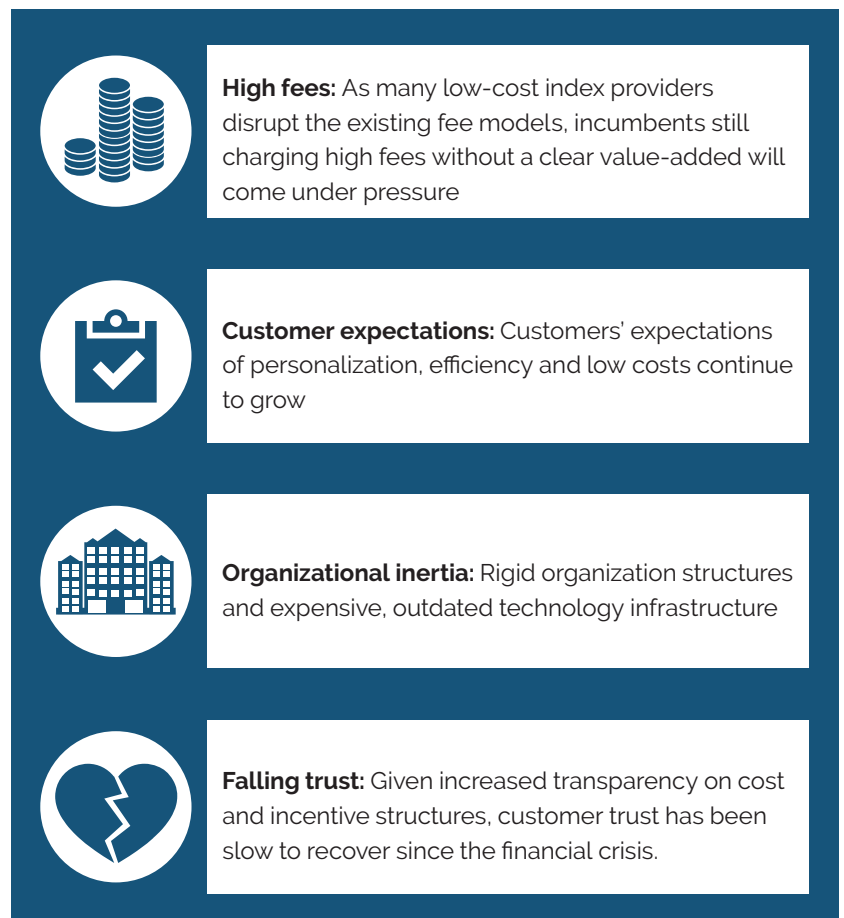 High fees: As many low-cost index providers
disrupt the existing fee models, incumbents still
charging high fees without a clear value-added will
come under pressure
Customer expectations: Customers’ expectations
of personalization, efficiency and low costs continue
to grow
Organizational inertia: Rigid organization structures
and expensive, outdated technology infrastructure
Falling trust: Given increased transparency on cost
and incentive structures, customer trust has been
slow to recover since the financial crisis.